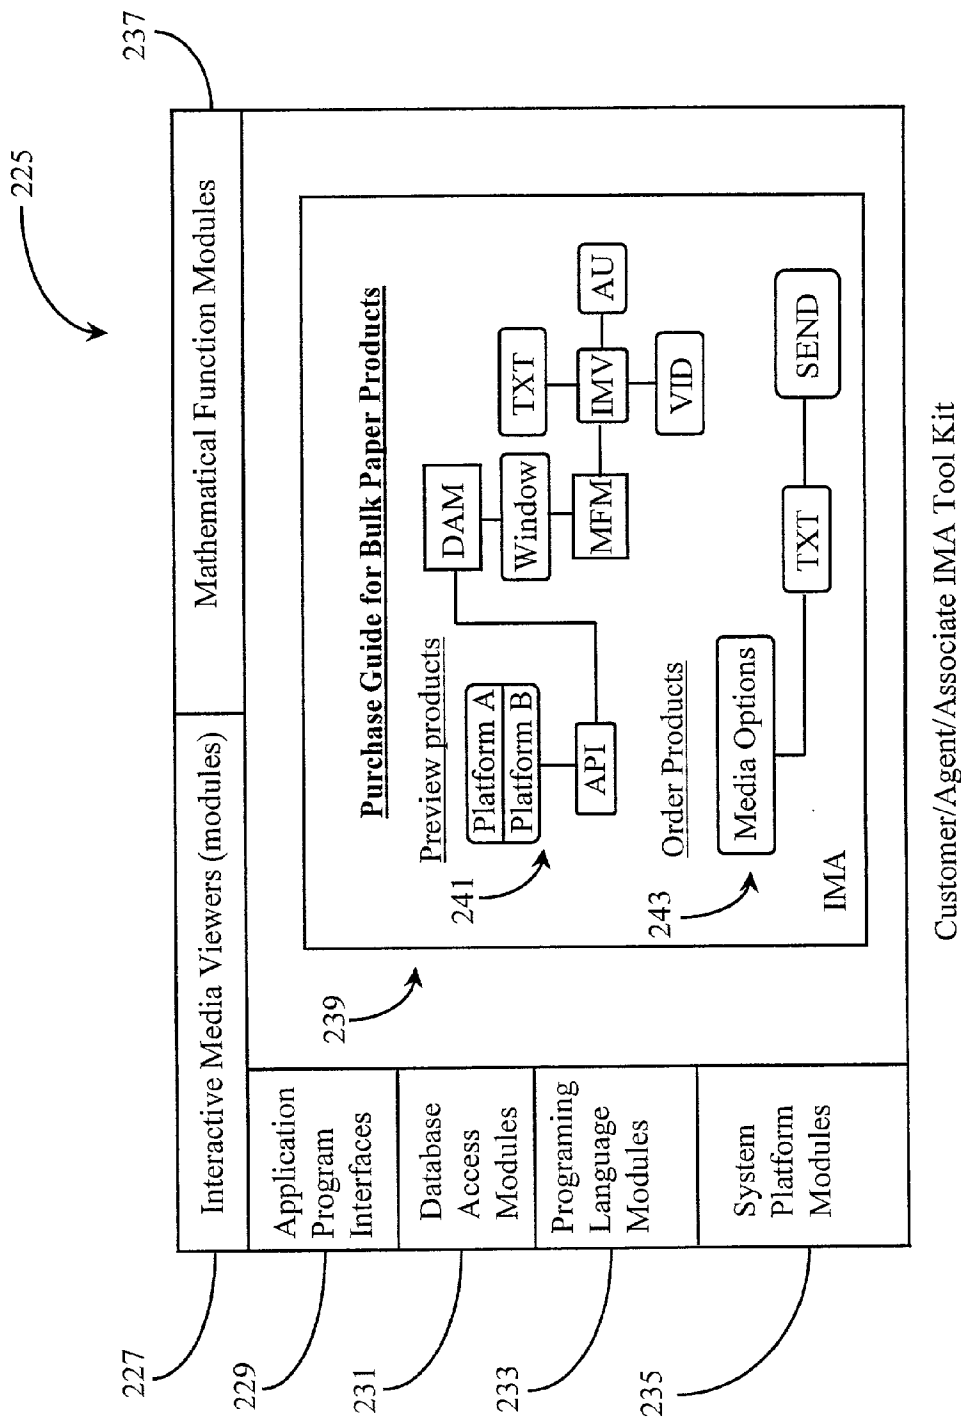 225
237
Interactive Media Viewers (modules)
Mathematical Function Modules
227
229
Application
Program
Interfaces
231
Database
Access
Modules
233
Programing
Language
Modules
235
System
Platform
Modules
239
Purchase Guide for Bulk Paper Products
Preview products
241
Platform A
Platform B
API
DAM
Window
MFM
TXT
IMV
AU
VID
Order Products
243
Media Options
TXT
SEND
IMA
Customer/Agent/Associate IMA Tool Kit